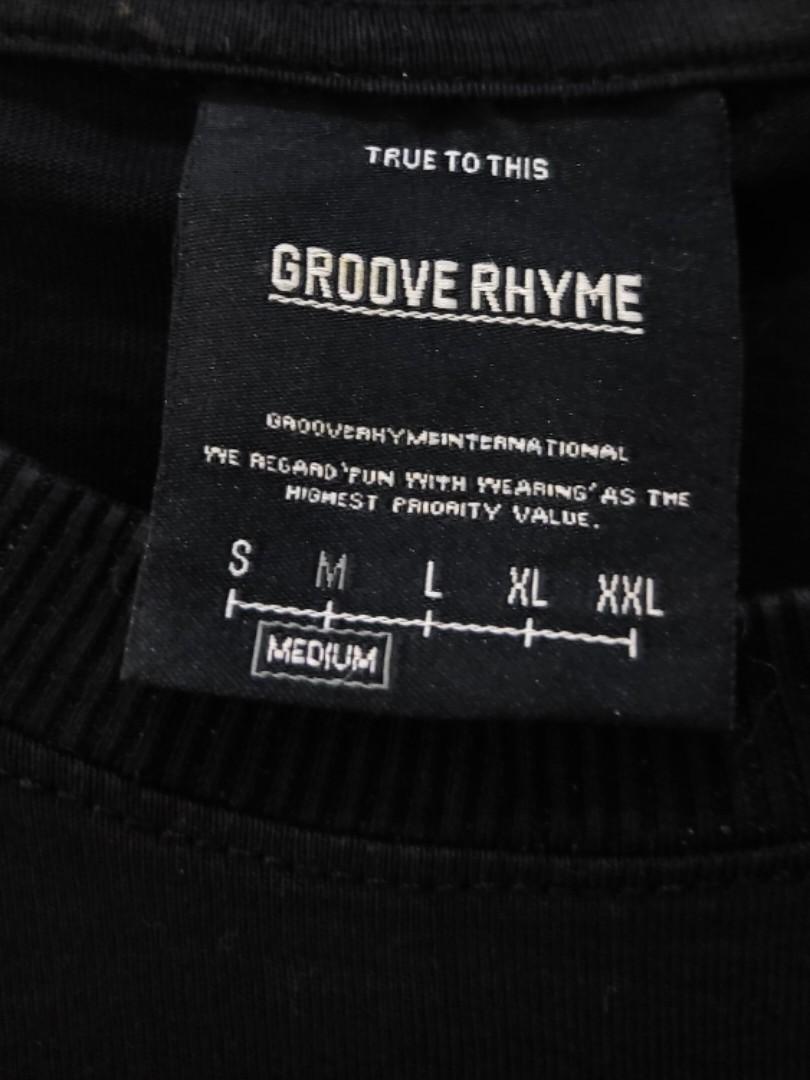 TRUE TO THIS
GROOVE RHYME
GROOVERHYMEINTERNATIONAL
WE REGARD 'FUN WITH WEARING' AS THE
HIGHEST PRIORITY VALUE.
S M L XL XXL
MEDIUM